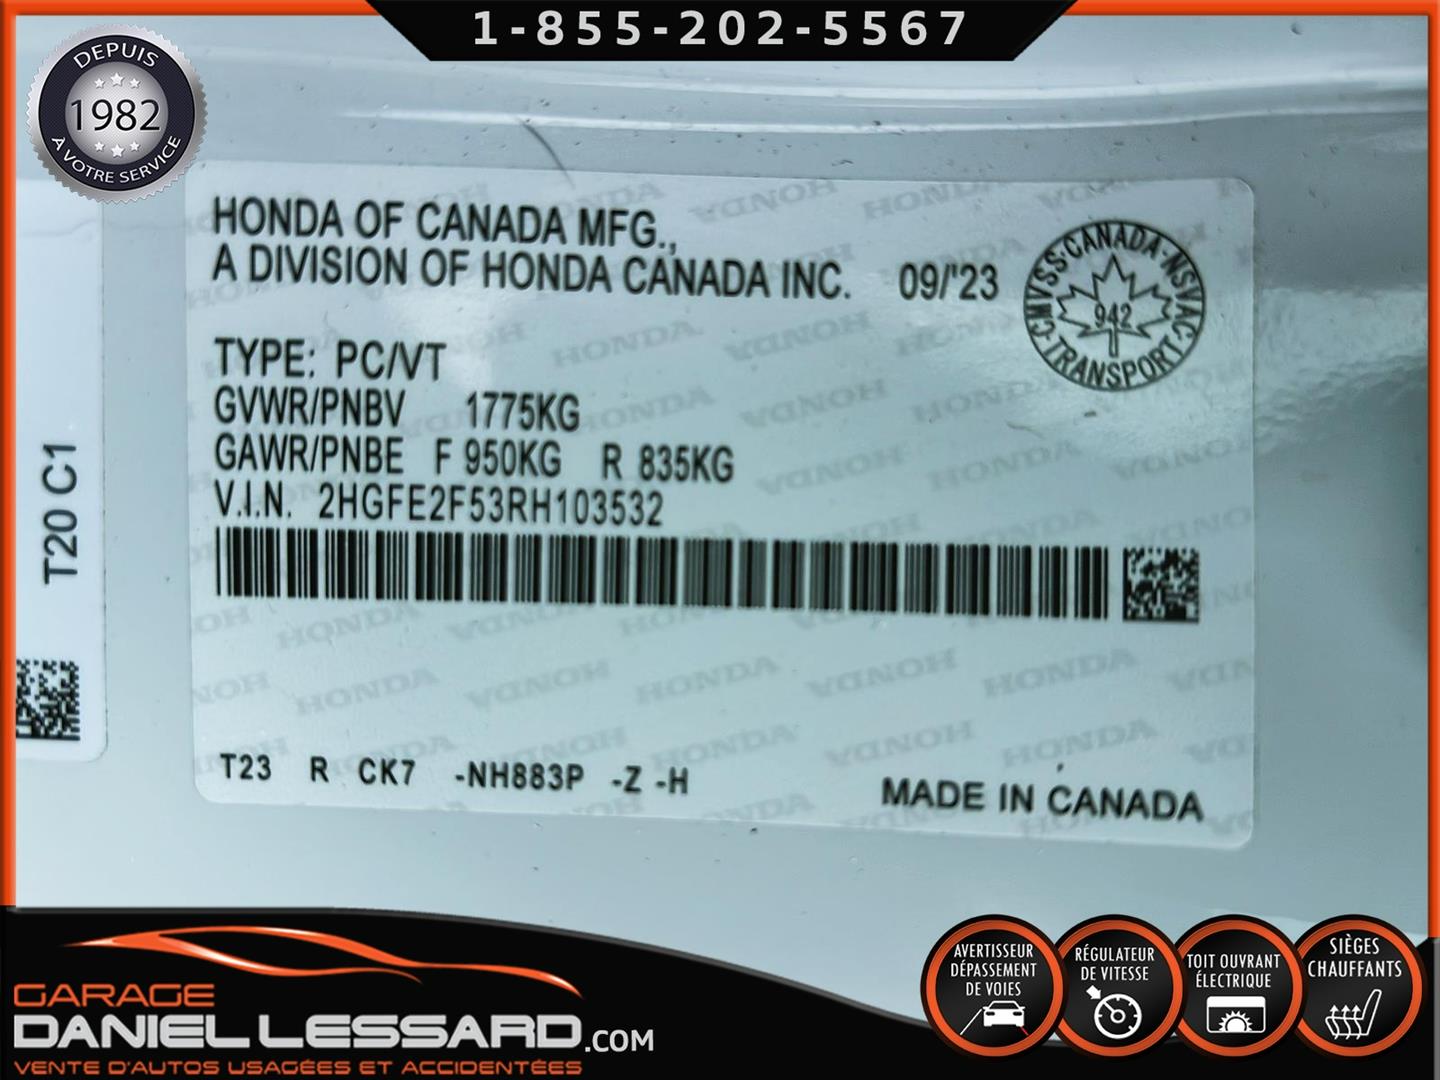 1-855-202-5567
DEPUIS
1982
À VOTRE SERVICE
HONDA OF CANADA MFG.,
A DIVISION OF HONDA CANADA INC. 09/'23
CMVSS·CANADA·NSVAC·TRANSPORT·
942
TYPE: PC/VT
GVWR/PNBV 1775KG
GAWR/PNBE F 950KG R 835KG
V.I.N. 2HGFE2F53RH103532
T20 C1
T23 R CK7 -NH883P -Z -H
MADE IN CANADA
GARAGE
DANIEL LESSARD.COM
VENTE D'AUTOS USAGÉES ET ACCIDENTÉES
AVERTISSEUR
DÉPASSEMENT
DE VOIES
RÉGULATEUR
DE VITESSE
TOIT OUVRANT
ÉLECTRIQUE
SIÈGES
CHAUFFANTS